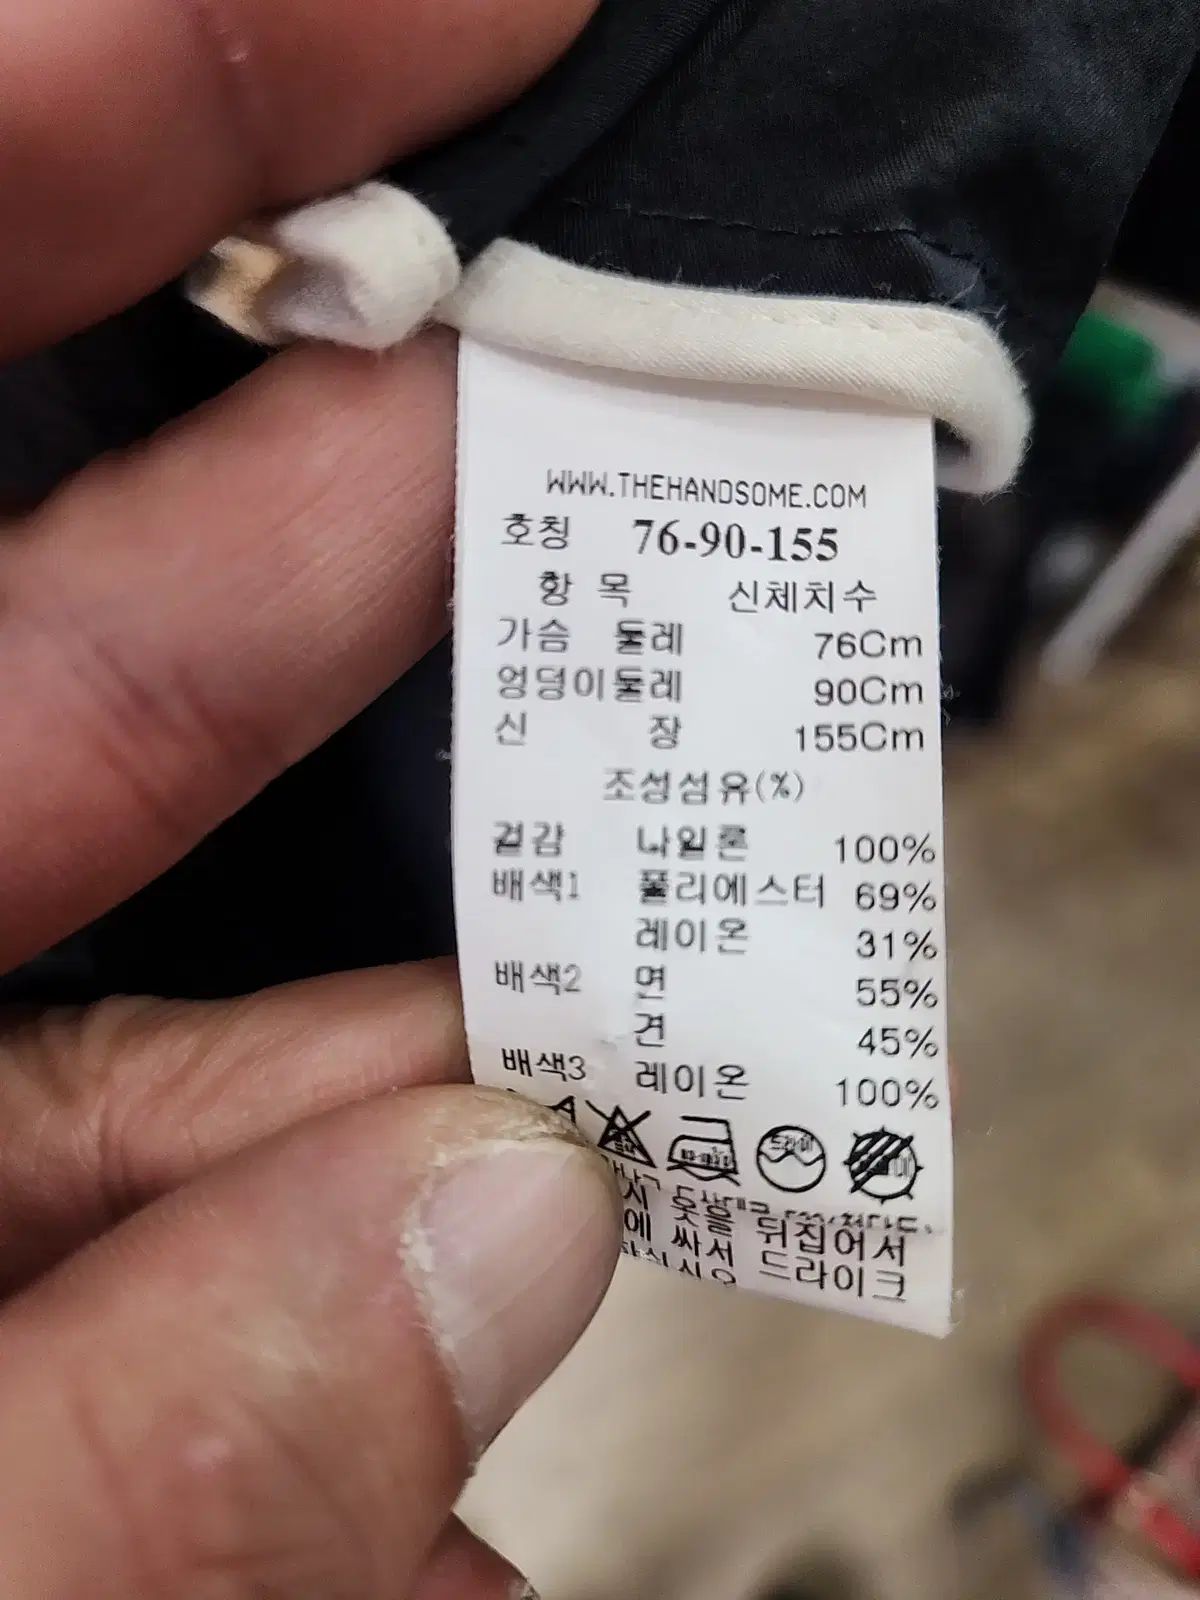 WWW.THEHANDSOME.COM
호칭 76-90-155
항 목 신체치수
가슴 둘레 76Cm
엉덩이둘레 90Cm
신 장 155Cm
조성섬유(%)
겉감 나일론 100%
배색1 폴리에스터 69%
레이온 31%
배색2 면 55%
견 45%
배색3 레이온 100%
드라이
옷을 뒤집어서
에 싸서 드라이크